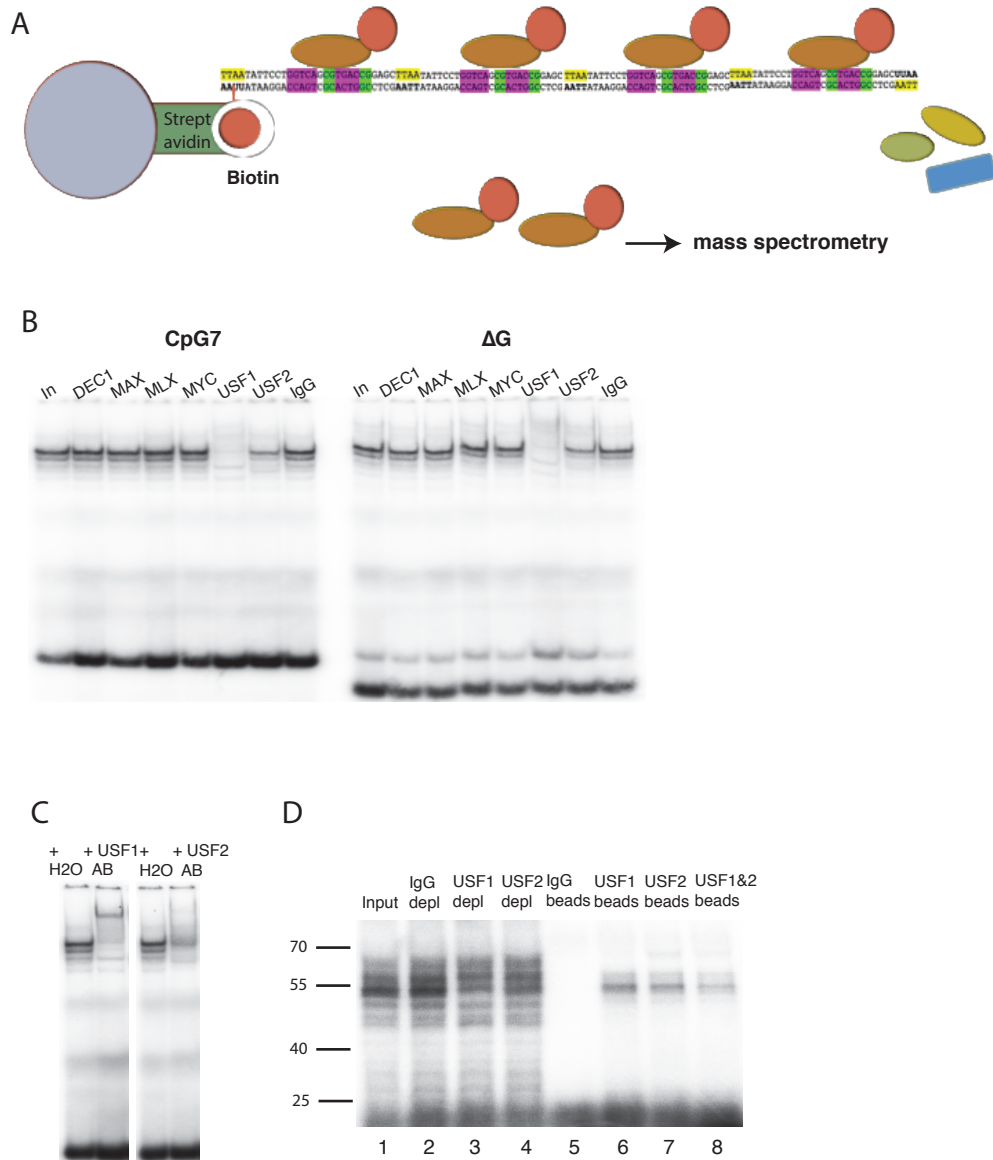 A
TTAATATTCCTGGTCAGCGTGACCGGAGCTTAATATTCCTGGTCAGCGTGACCGGAGCTTAATATTCCTGGTCAGCGTGACCGGAGCTTAATATTCCTGGTCAGCGTGACCGGAGCUUAA
AAUUATAAGGACCAGTCGCACTGGCCTCGAATTATAAGGACCAGTCGCACTGGCCTCGAATTATAAGGACCAGTCGCACTGGCCTCGAATTATAAGGACCAGTCGCACTGGCCTCGAATT
Strept
avidin
Biotin
mass spectrometry
B
CpG7
ΔG
In DEC1 MAX MLX MYC USF1 USF2 IgG
In DEC1 MAX MLX MYC USF1 USF2 IgG
C
+ + USF1+ + USF2
H2O AB H2O AB
D
IgG USF1 USF2 IgG USF1 USF2 USF1&2
Input depl depl depl beads beads beads beads
70
55
40
25
1 2 3 4 5 6 7 8